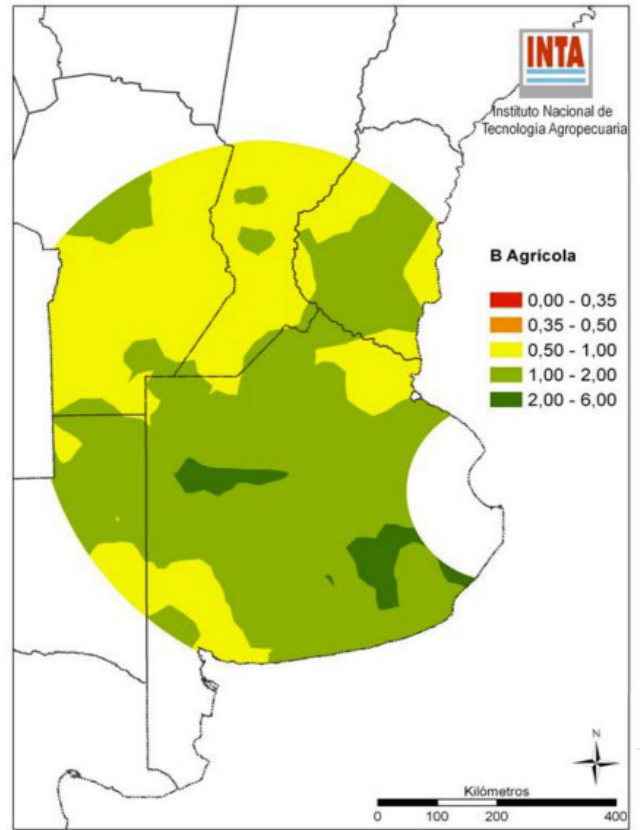 INTA
Instituto Nacional de
Tecnología Agropecuaria
B Agrícola
0,00 - 0,35
0,35 - 0,50
0,50 - 1,00
1,00 - 2,00
2,00 - 6,00
N
Kilómetros
0 100 200 400